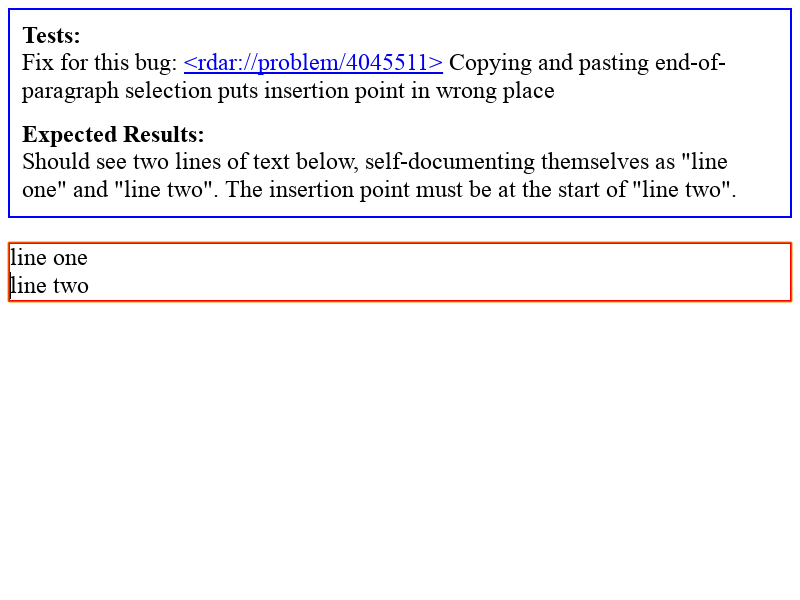 Tests:
Fix for this bug: <rdar://problem/4045511> Copying and pasting end-of-
paragraph selection puts insertion point in wrong place
Expected Results:
Should see two lines of text below, self-documenting themselves as "line
one" and "line two". The insertion point must be at the start of "line two".
line one
line two